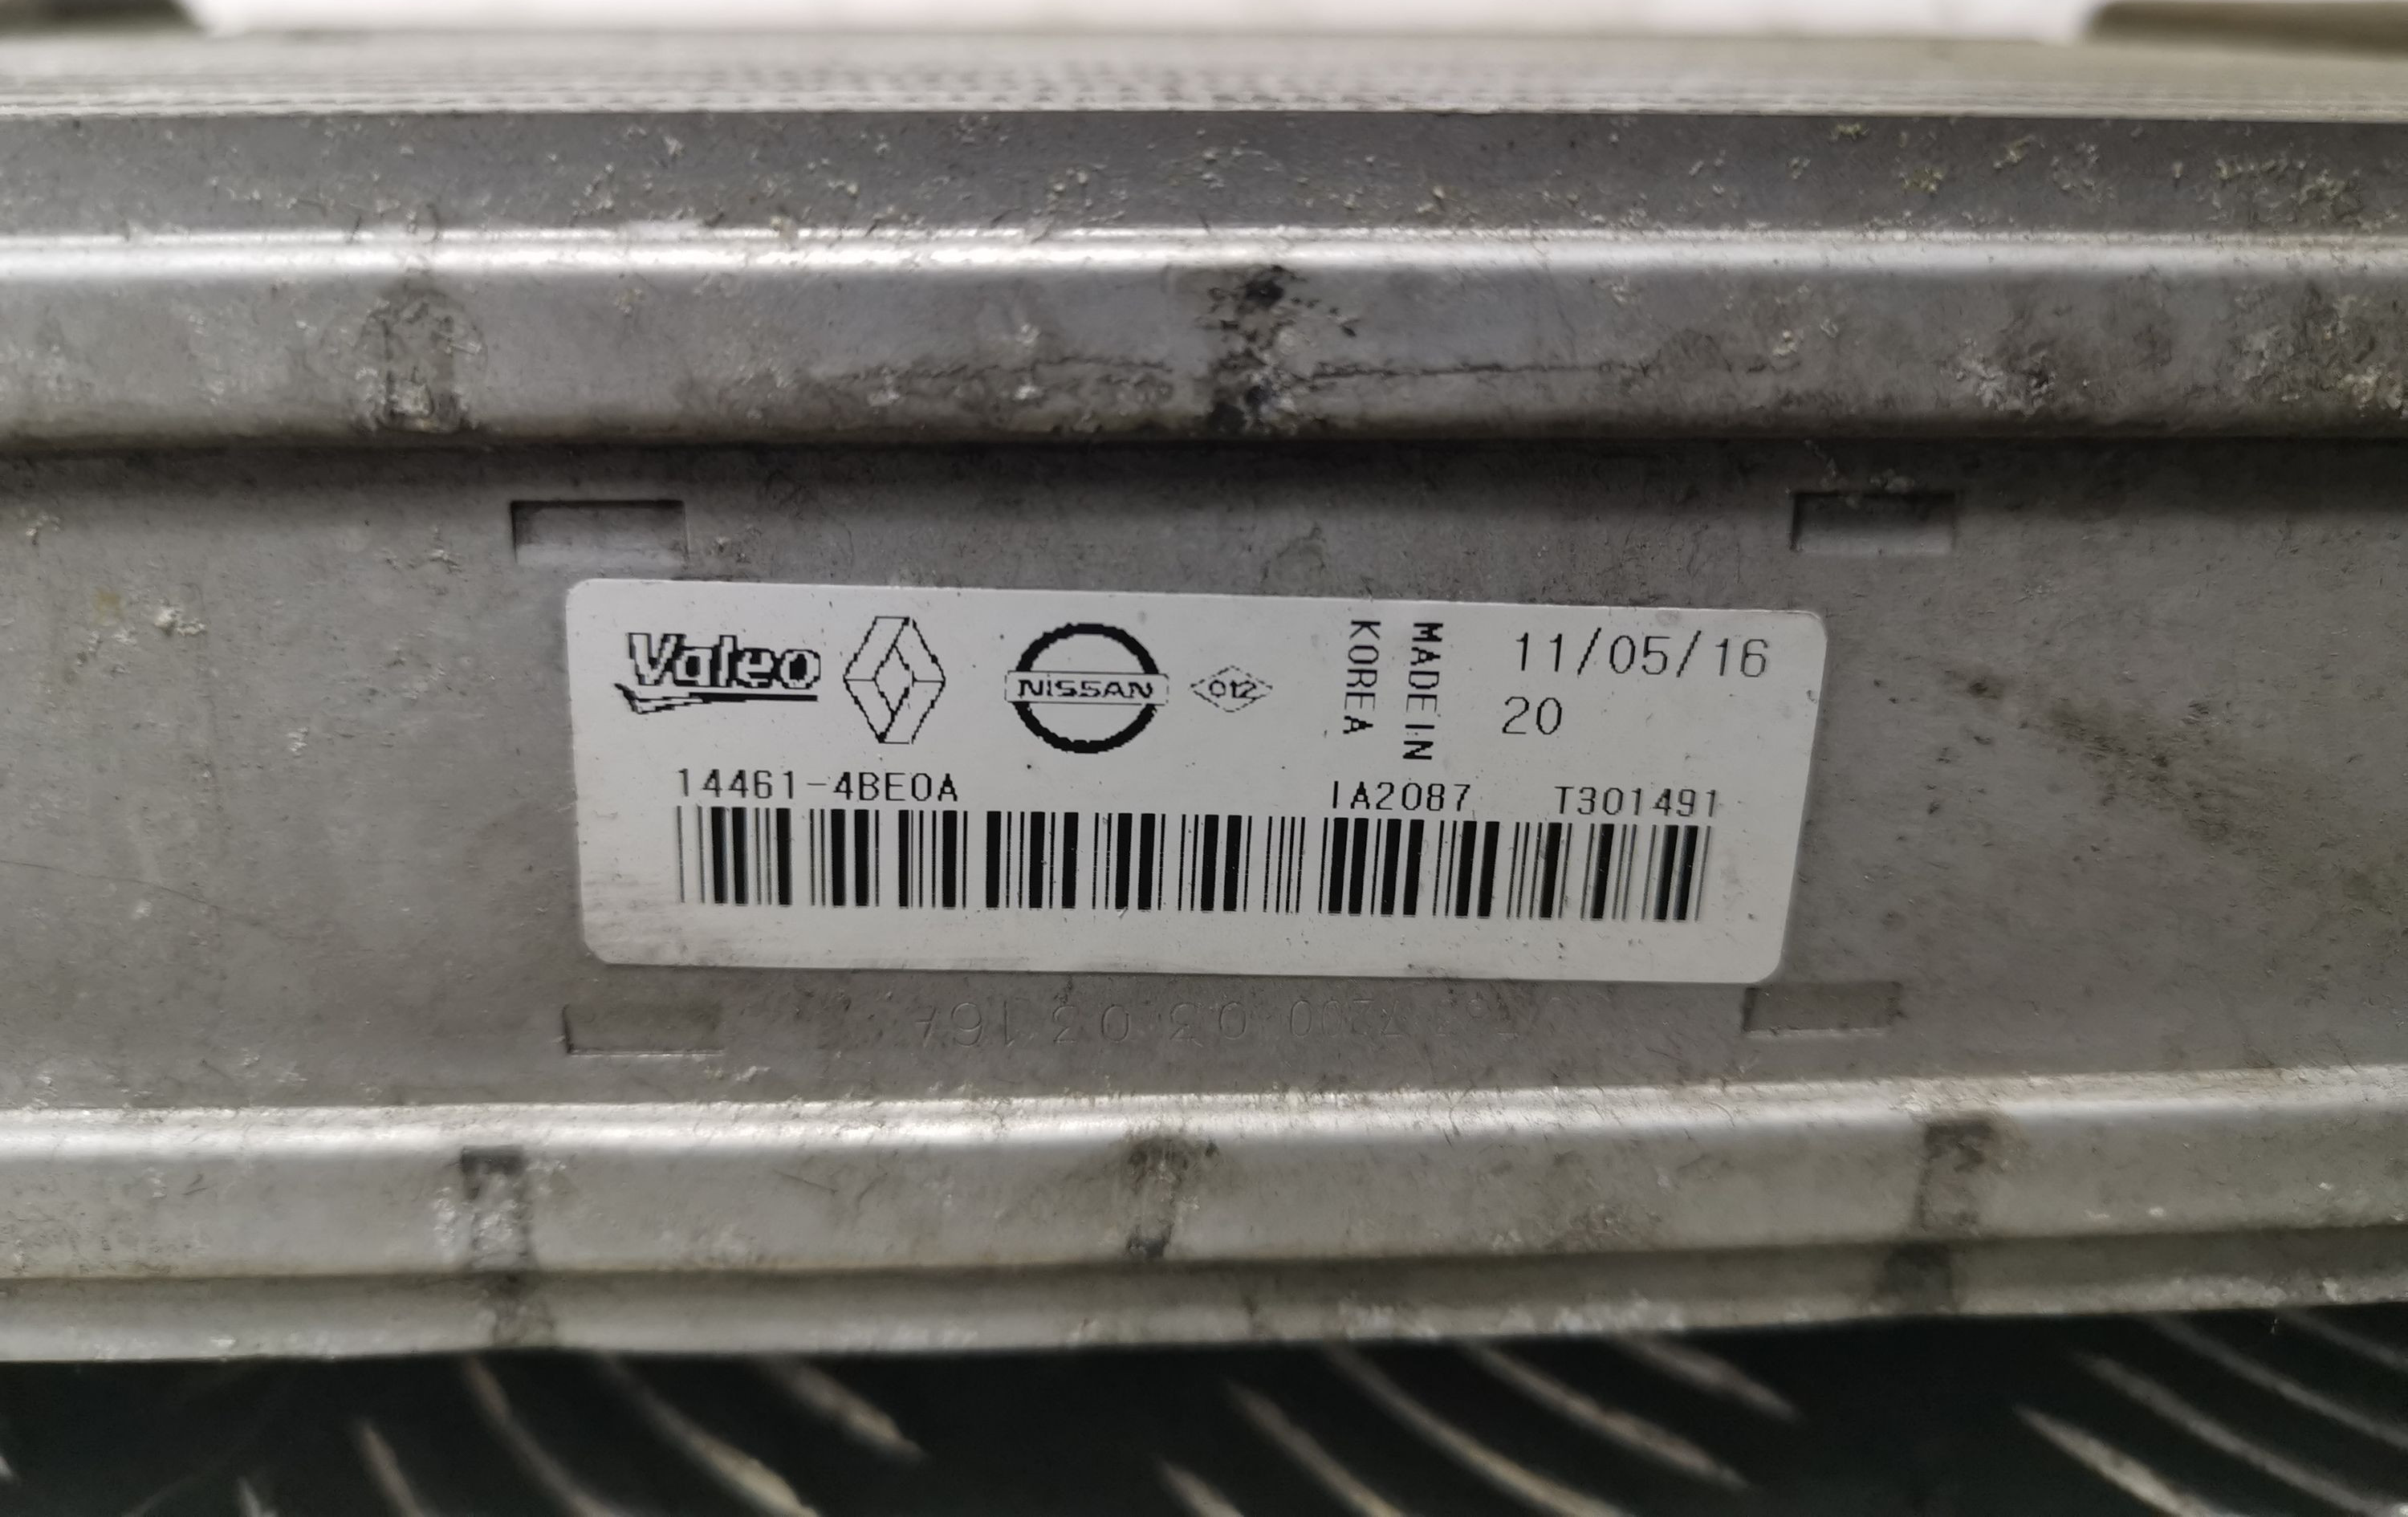 Valeo
NISSAN
012
MADE IN
KOREA
11/05/16
20
14461-4BE0A
IA2087
T301491